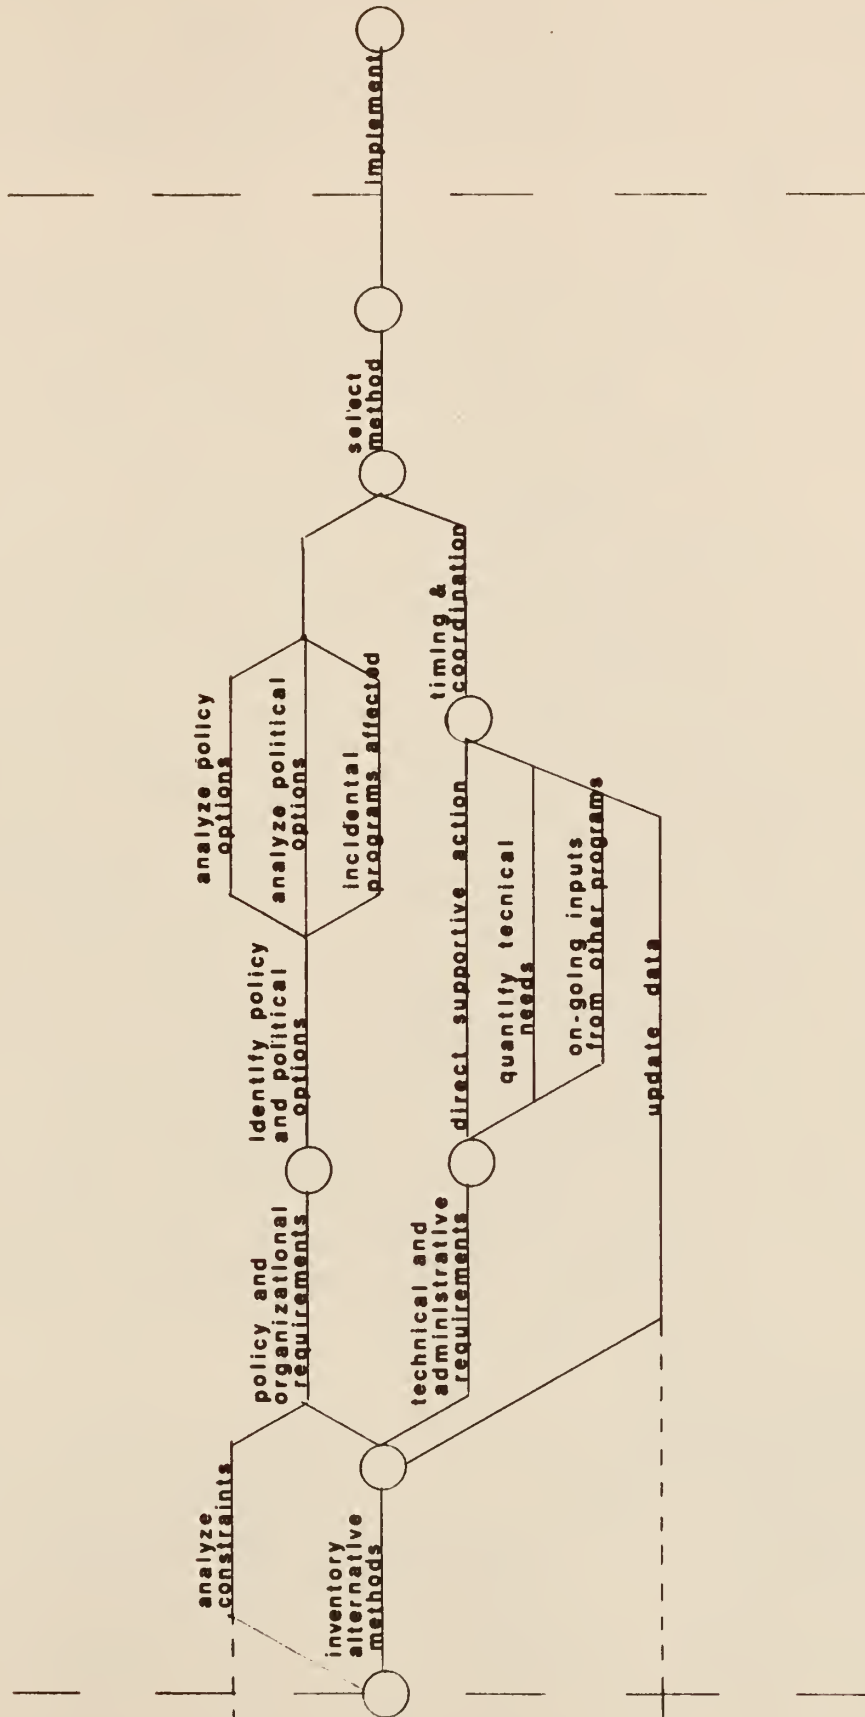 analyze
constraints
inventory
alternative
methods
policy and
organizational
requirements
technical and
administrative
requirements
identify policy
and political
options
direct supportive action
quantify tecnical
needs
on-going inputs
from other programs
update data
analyze policy
options
analyze political
options
incidental
programs affected
timing &
coordination
select
method
implement